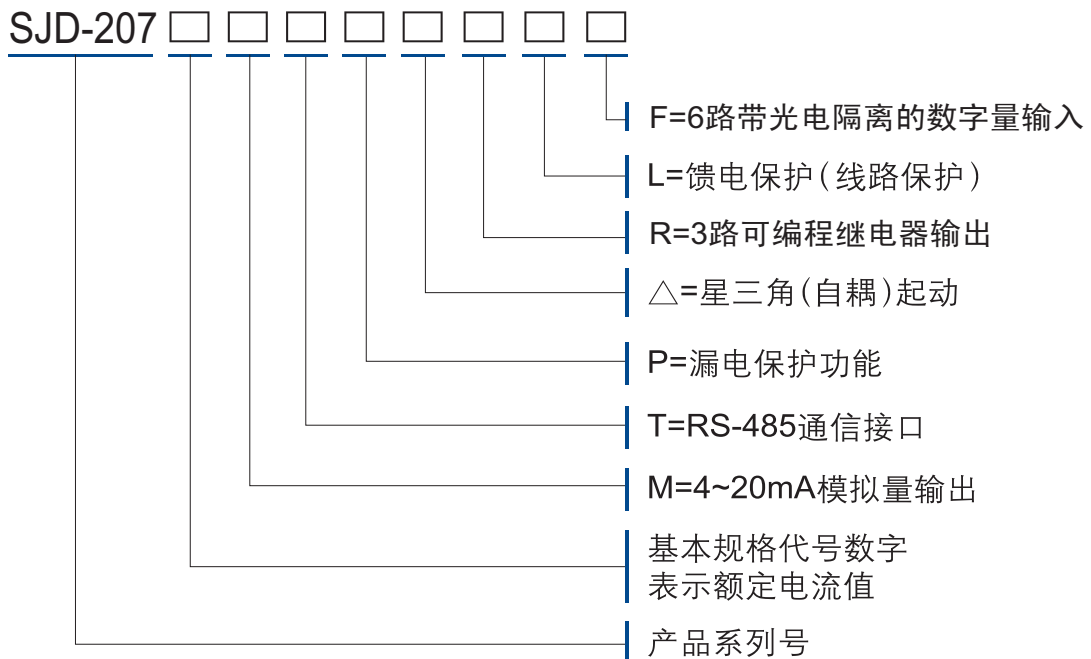 SJD-207□□□□□□□□
F=6路带光电隔离的数字量输入
L=馈电保护(线路保护)
R=3路可编程继电器输出
△=星三角(自耦)起动
P=漏电保护功能
T=RS-485通信接口
M=4~20mA模拟量输出
基本规格代号数字
表示额定电流值
产品系列号